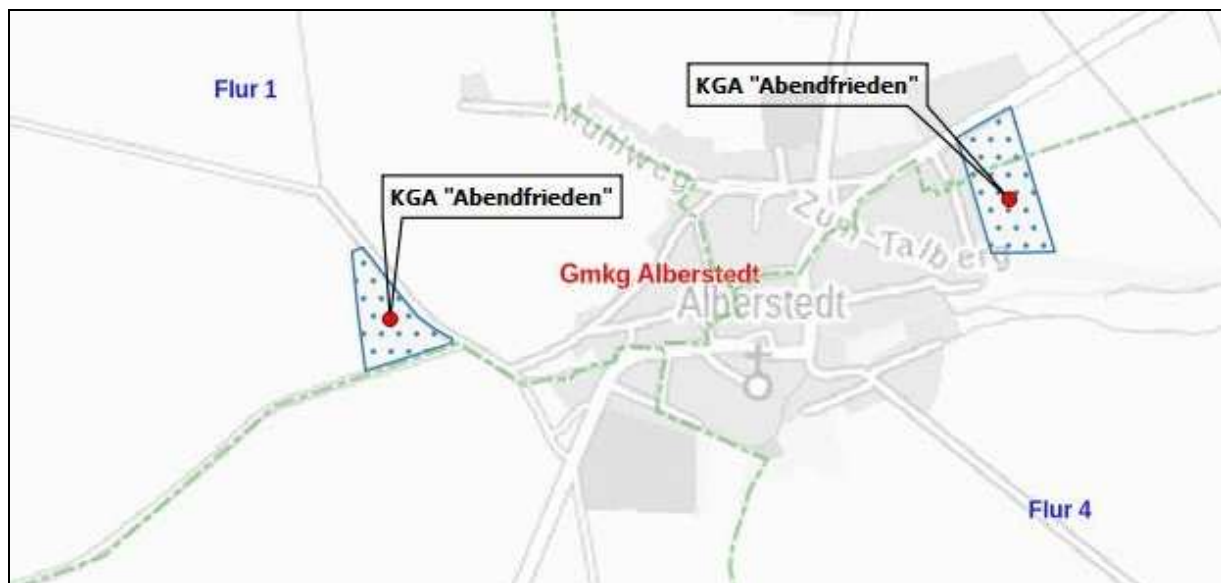 Flur 1
KGA "Abendfrieden"
Mühlweg
KGA "Abendfrieden"
Zum Talberg
Gmkg Alberstedt
Alberstedt
Flur 4